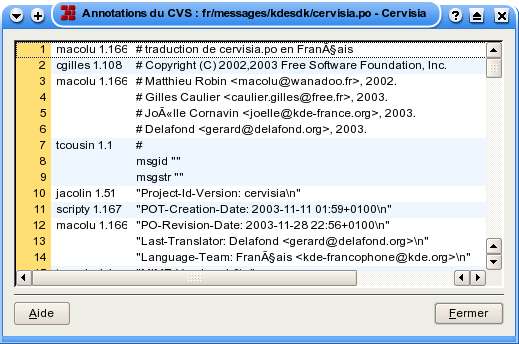 Annotations du CVS : fr/messages/kdesdk/cervisia.po - Cervisia
1 macolu 1.166 # traduction de cervisia.po en FranÃ§ais
2 cgilles 1.108 # Copyright (C) 2002,2003 Free Software Foundation, Inc.
3 macolu 1.166 # Matthieu Robin <macolu@wanadoo.fr>, 2002.
4 # Gilles Caulier <caulier.gilles@free.fr>, 2003.
5 # JoÃ«lle Cornavin <joelle@kde-france.org>, 2003.
6 # Delafond <gerard@delafond.org>, 2003.
7 tcousin 1.1 #
8 msgid ""
9 msgstr ""
10 jacolin 1.51 "Project-Id-Version: cervisia\n"
11 scripty 1.167 "POT-Creation-Date: 2003-11-11 01:59+0100\n"
12 macolu 1.166 "PO-Revision-Date: 2003-11-28 22:56+0100\n"
13 "Last-Translator: Delafond <gerard@delafond.org>\n"
14 "Language-Team: FranÃ§ais <kde-francophone@kde.org>\n"
Aide
Fermer